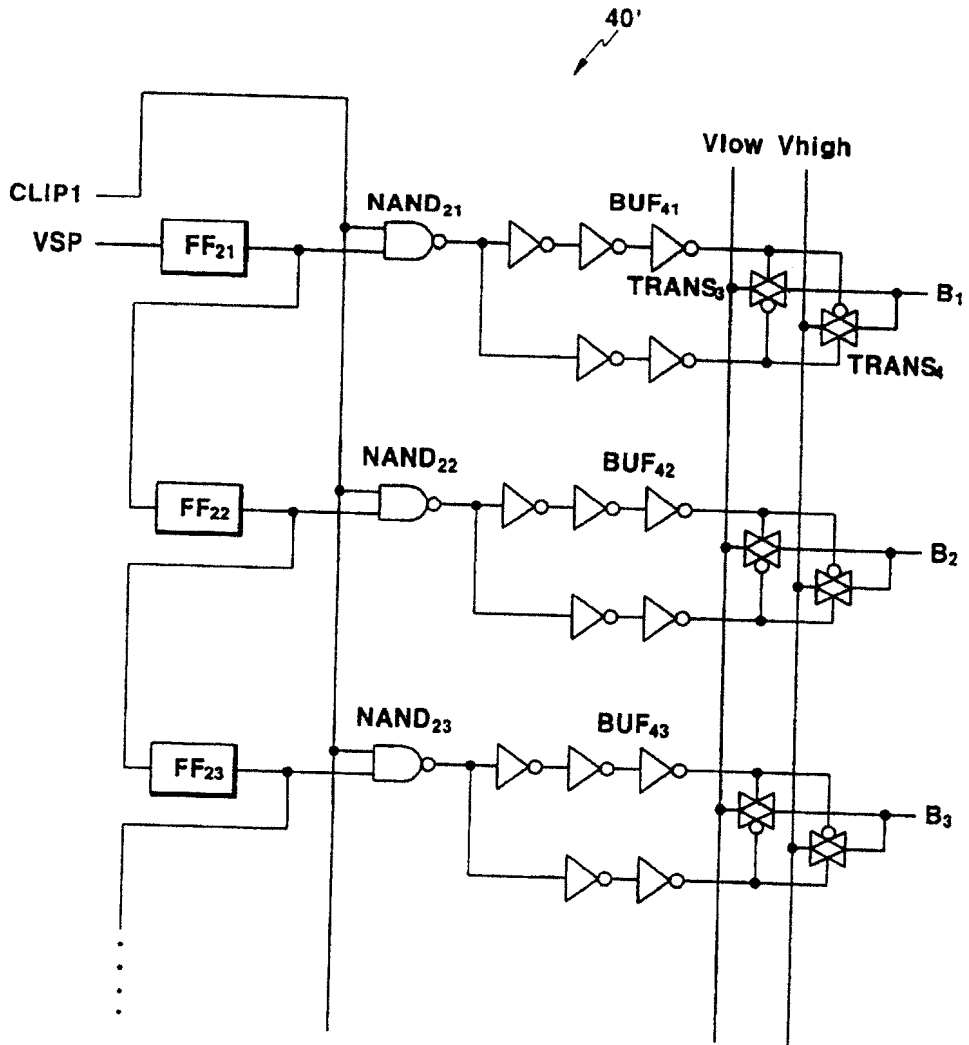 40'
Vlow Vhigh
CLIP1
NAND21
BUF41
VSP
FF21
TRANS3
B1
TRANS4
NAND22
BUF42
FF22
B2
NAND23
BUF43
FF23
B3